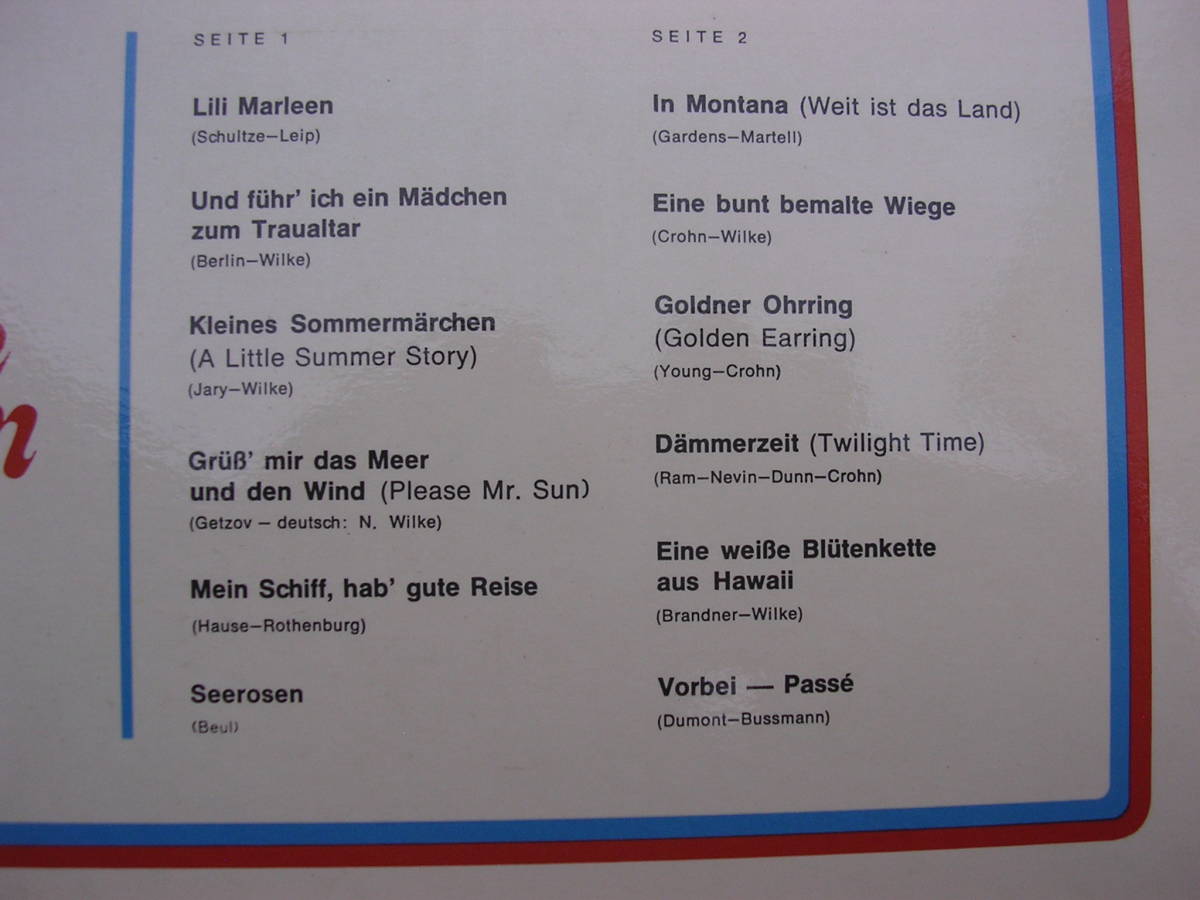 SEITE 1
Lili Marleen
(Schultze—Leip)
Und führ' ich ein Mädchen
zum Traualtar
(Berlin—Wilke)
Kleines Sommermärchen
(A Little Summer Story)
(Jary—Wilke)
Grüß' mir das Meer
und den Wind (Please Mr. Sun)
(Getzov — deutsch: N. Wilke)
Mein Schiff, hab' gute Reise
(Hause—Rothenburg)
Seerosen
(Beul)
SEITE 2
In Montana (Weit ist das Land)
(Gardens—Martell)
Eine bunt bemalte Wiege
(Crohn—Wilke)
Goldner Ohrring
(Golden Earring)
(Young—Crohn)
Dämmerzeit (Twilight Time)
(Ram—Nevin—Dunn—Crohn)
Eine weiße Blütenkette
aus Hawaii
(Brandner—Wilke)
Vorbei — Passé
(Dumont—Bussmann)